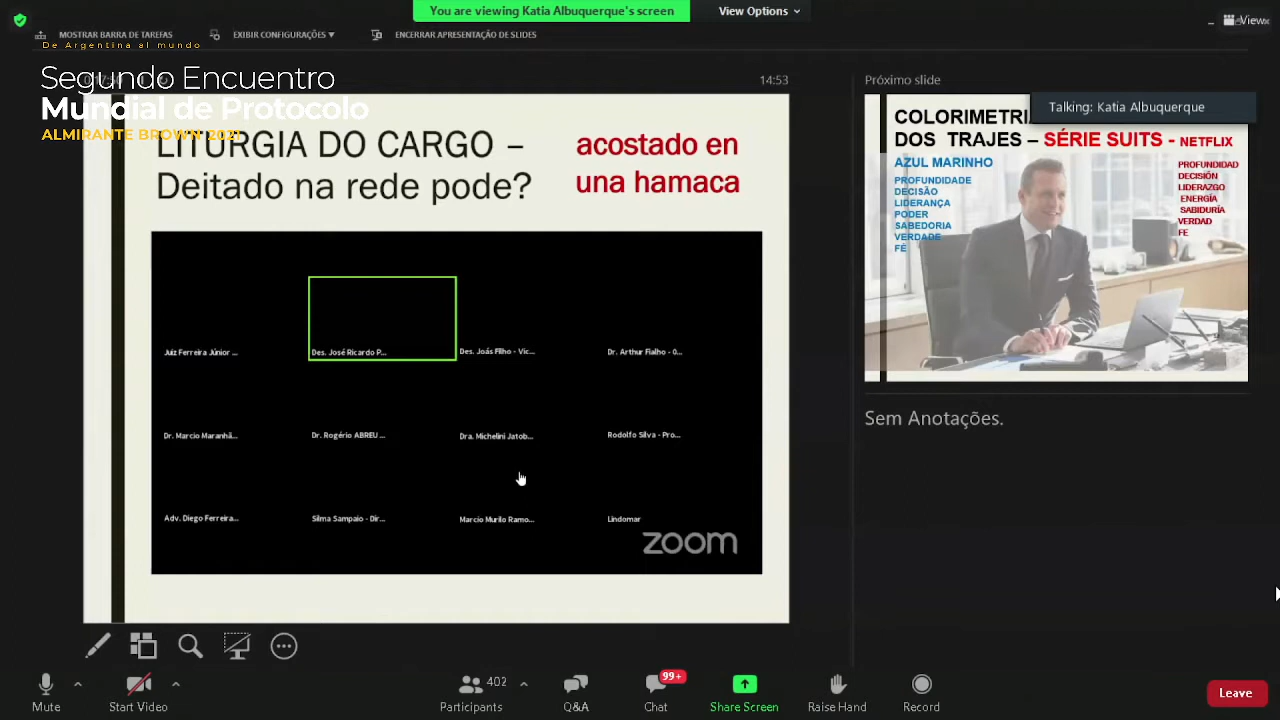 You are viewing Katia Albuquerque's screen
View Options
View
MOSTRAR BARRA DE TAREFAS
EXIBIR CONFIGURAÇÕES
ENCERRAR APRESENTAÇÃO DE SLIDES
De Argentina al mundo
Segundo Encuentro
Mundial de Protocolo
ALMIRANTE BROWN 2021
14:53
LITURGIA DO CARGO –
Deitado na rede pode?
acostado en
una hamaca
Juiz Ferreira Júnior ...
Des. José Ricardo P...
Des. Joás Filho - Vic...
Dr. Arthur Fialho - 0...
Dr. Marcio Maranhã...
Dr. Rogério ABREU ...
Dra. Michelini Jatob...
Rodolfo Silva - Pro...
Adv. Diego Ferreira...
Silma Sampaio - Dir...
Marcio Murilo Ramo...
Lindomar
zoom
Próximo slide
Talking: Katia Albuquerque
COLORIMETRI
DOS TRAJES – SÉRIE SUITS - NETFLIX
AZUL MARINHO
PROFUNDIDADE
DECISÃO
LIDERANÇA
PODER
SABEDORIA
VERDADE
FÉ
PROFUNDIDAD
DECISIÓN
LIDERAZGO
ENERGÍA
SABIDURÍA
VERDAD
FE
Sem Anotações.
Mute
Start Video
402
Participants
Q&A
99+
Chat
Share Screen
Raise Hand
Record
Leave